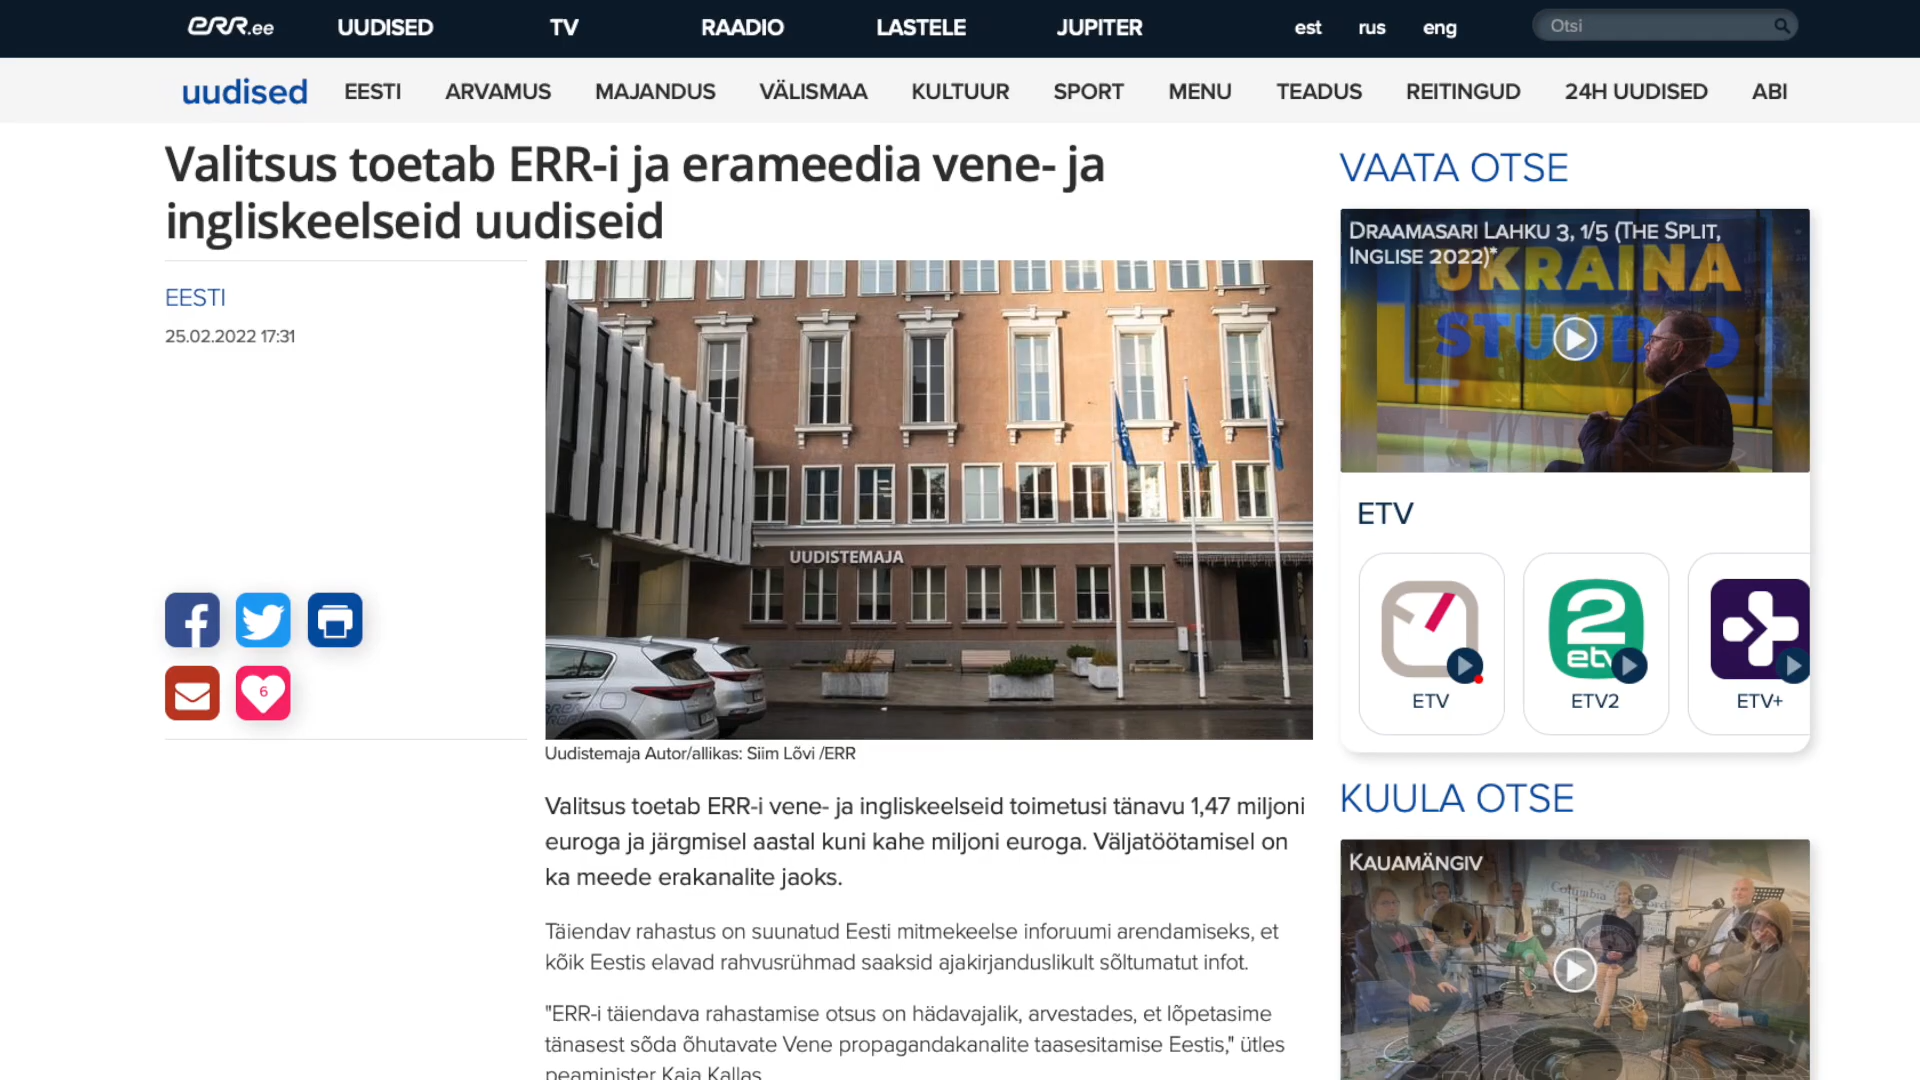 err.ee UUDISED TV RAADIO LASTELE JUPITER est rus eng Otsi
uudised EESTI ARVAMUS MAJANDUS VÄLISMAA KULTUUR SPORT MENU TEADUS REITINGUD 24H UUDISED ABI
Valitsus toetab ERR-i ja erameedia vene- ja
ingliskeelseid uudiseid
EESTI
25.02.2022 17:31
6
UUDISTEMAJA
Uudistemaja Autor/allikas: Siim Lõvi /ERR
Valitsus toetab ERR-i vene- ja ingliskeelseid toimetusi tänavu 1,47 miljoni
euroga ja järgmisel aastal kuni kahe miljoni euroga. Väljatöötamisel on
ka meede erakanalite jaoks.
Täiendav rahastus on suunatud Eesti mitmekeelse inforuumi arendamiseks, et
kõik Eestis elavad rahvusrühmad saaksid ajakirjanduslikult sõltumatut infot.
"ERR-i täiendava rahastamise otsus on hädavajalik, arvestades, et lõpetasime
tänasest sõda õhutavate Vene propagandakanalite taasesitamise Eestis," ütles
peaminister Kaja Kallas.
VAATA OTSE
Draamasari Lahku 3, 1/5 (The Split,
Inglise 2022)*
UKRAINA
STUUDIO
ETV
2
etv
ETV ETV2 ETV+
KUULA OTSE
Kauamängiv
Columbia